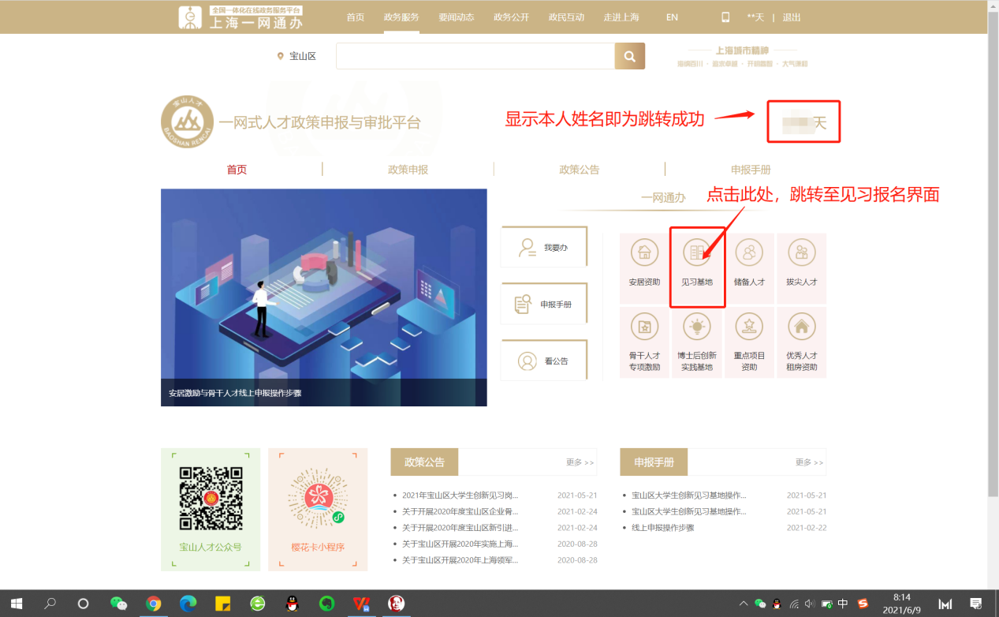 全国一体化在线政务服务平台
上海一网通办
首页 政务服务 要闻动态 政务公开 政民互动 走进上海 EN **天 | 退出
宝山区
上海城市精神
海纳百川 · 追求卓越 · 开明睿智 · 大气谦和
宝山人才
BAOSHAN RENCAI
一网式人才政策申报与审批平台
显示本人姓名即为跳转成功
天
首页 政策申报 政策公告 申报手册
一网通办
点击此处，跳转至见习报名界面
我要办
申报手册
看公告
安居资助 见习基地 储备人才 拔尖人才
骨干人才 博士后创新 重点项目 优秀人才
专项激励 实践基地 资助 租房资助
安居激励与骨干人才线上申报操作步骤
宝山人才公众号
樱花卡小程序
政策公告 更多 >>
2021年宝山区大学生创新见习岗... 2021-05-21
关于开展2020年度宝山区企业骨... 2021-02-24
关于开展2020年度宝山区新引进... 2021-02-24
关于宝山区开展2020年实施上海... 2020-08-28
关于宝山区开展2020年上海领军... 2020-08-28
申报手册 更多 >>
宝山区大学生创新见习基地操作... 2021-05-21
宝山区大学生创新见习基地操作... 2021-05-21
线上申报操作步骤 2021-02-22
中
8:14
2021/6/9